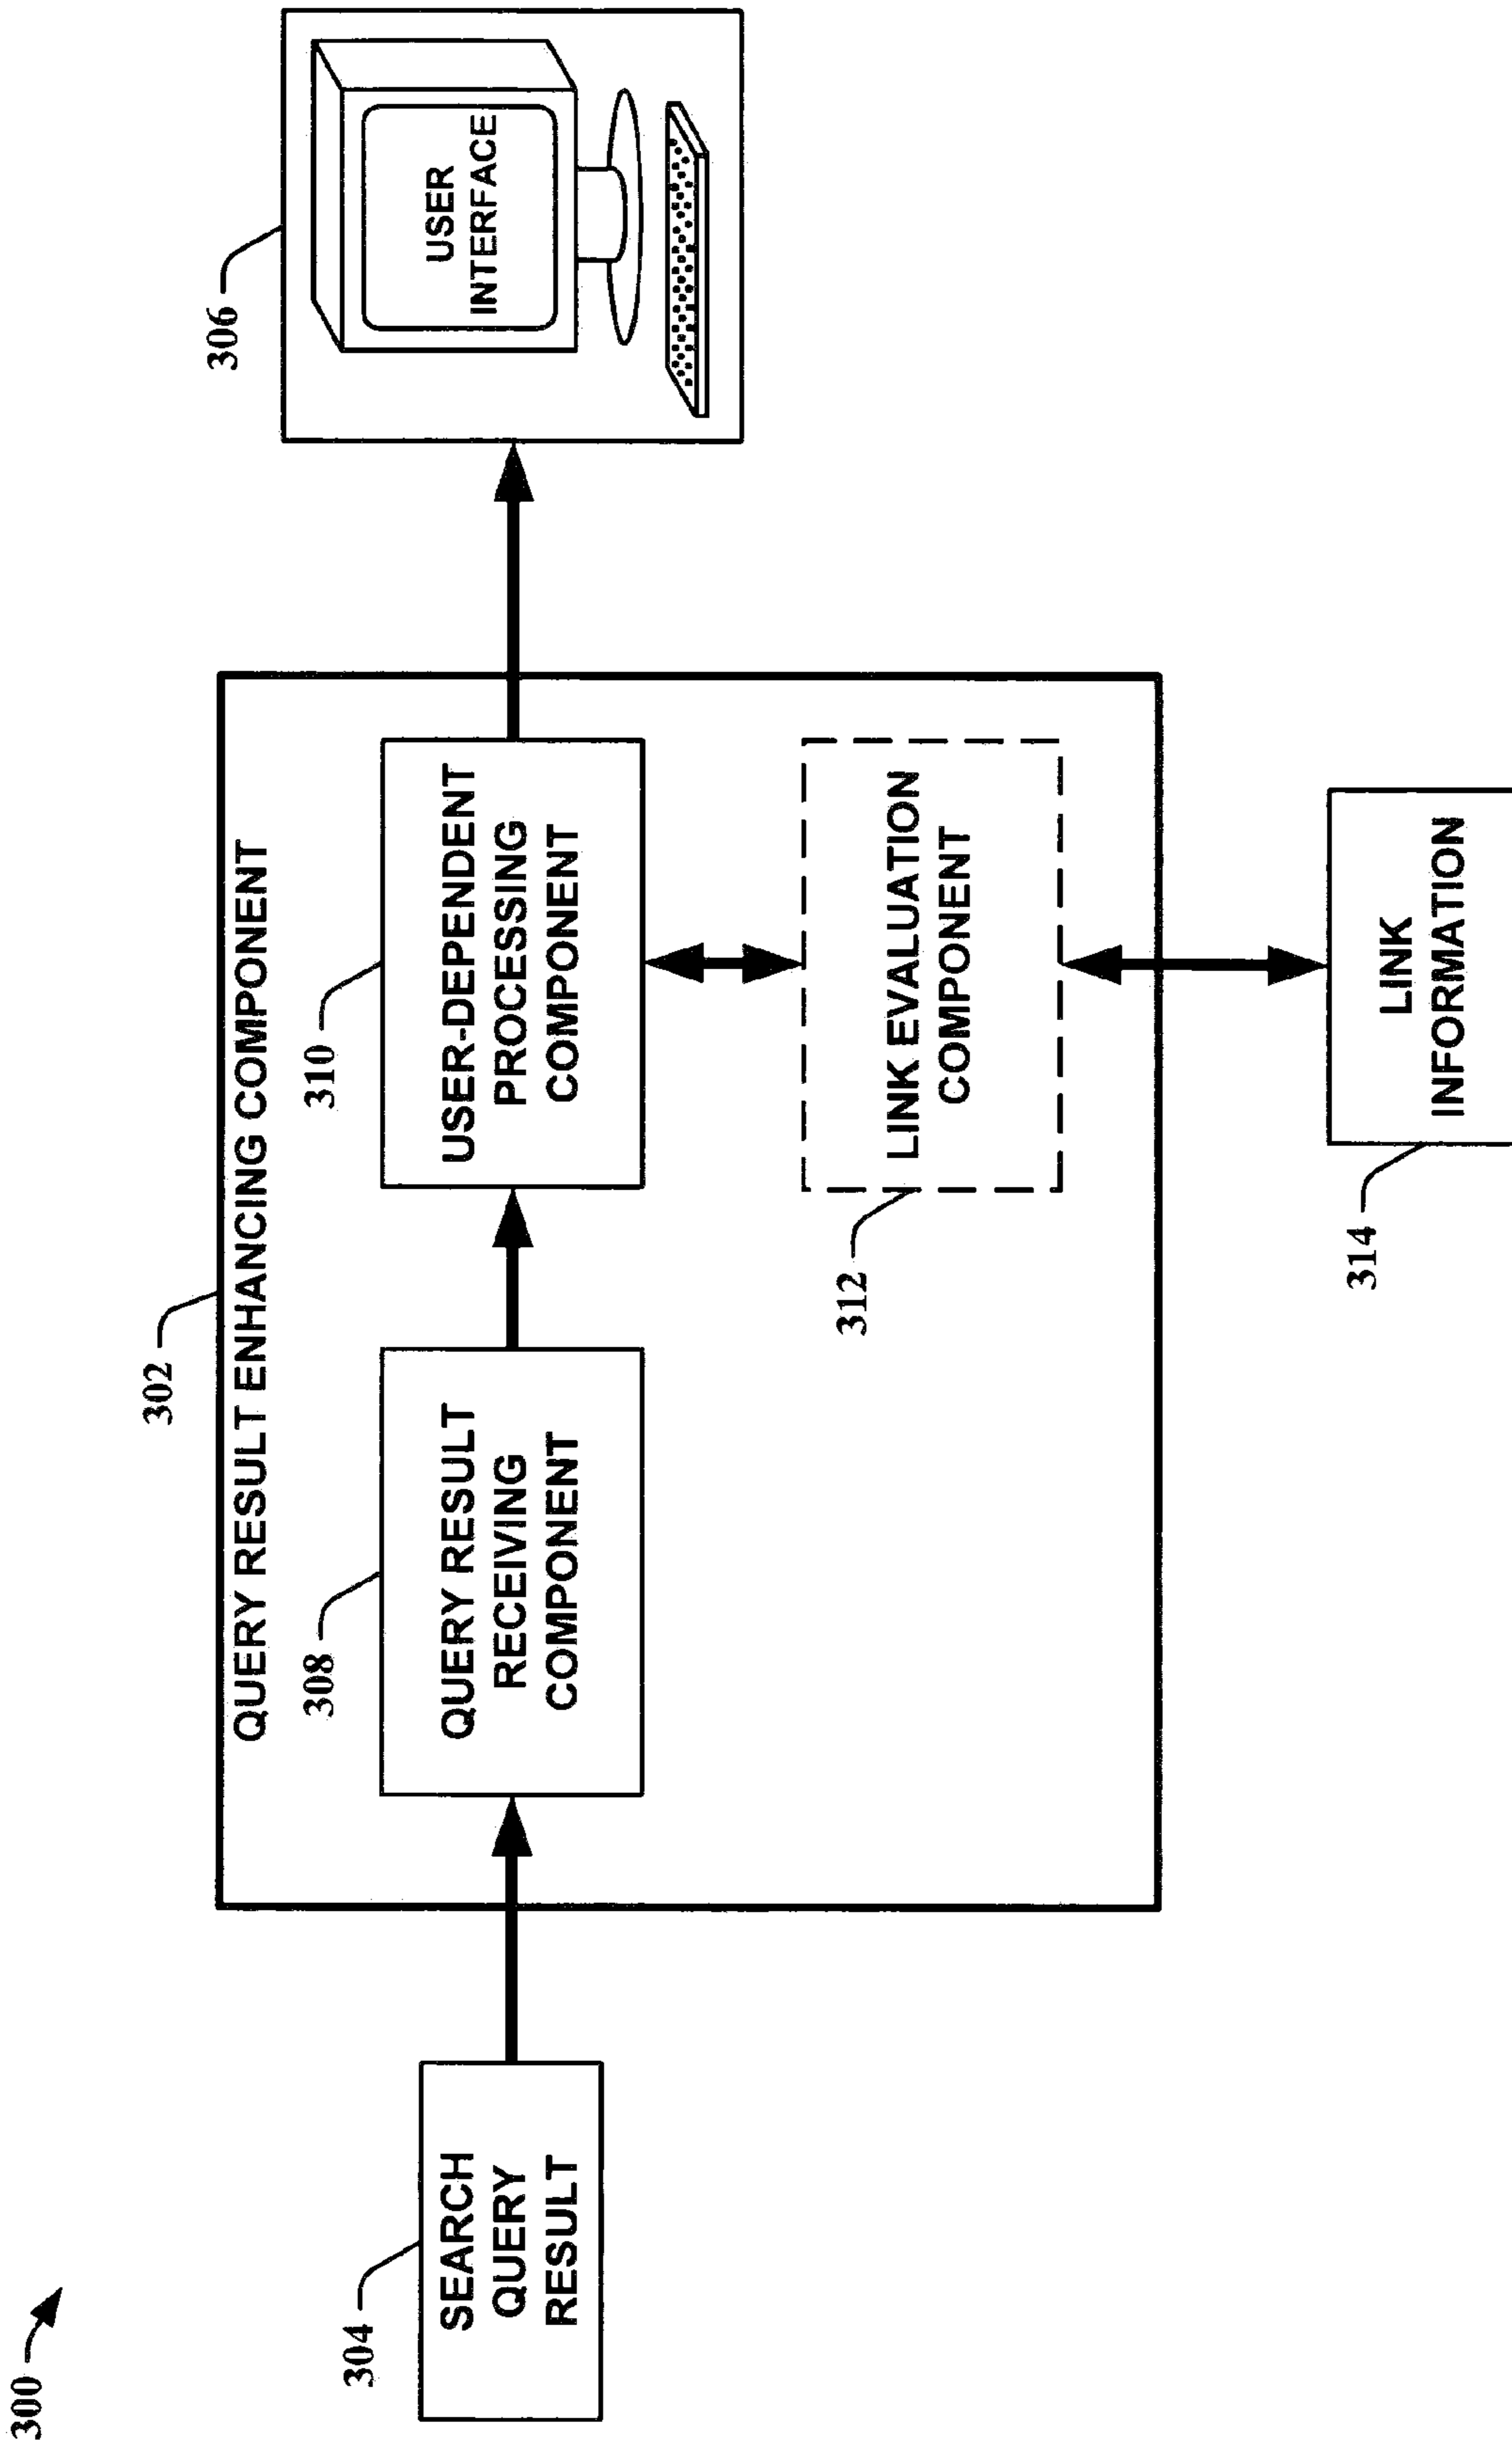 300
302
QUERY RESULT ENHANCING COMPONENT
304
SEARCH
QUERY
RESULT
308
QUERY RESULT
RECEIVING
COMPONENT
310
USER-DEPENDENT
PROCESSING
COMPONENT
306
USER
INTERFACE
312
LINK EVALUATION
COMPONENT
314
LINK
INFORMATION